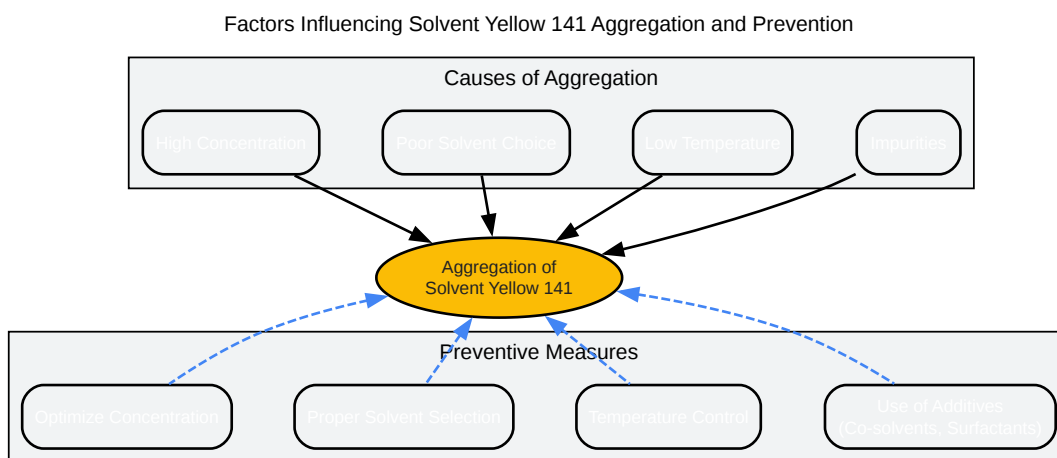 Factors Influencing Solvent Yellow 141 Aggregation and Prevention
Causes of Aggregation
High Concentration
Poor Solvent Choice
Low Temperature
Impurities
Aggregation of
Solvent Yellow 141
Preventive Measures
Optimize Concentration
Proper Solvent Selection
Temperature Control
Use of Additives
(Co-solvents, Surfactants)